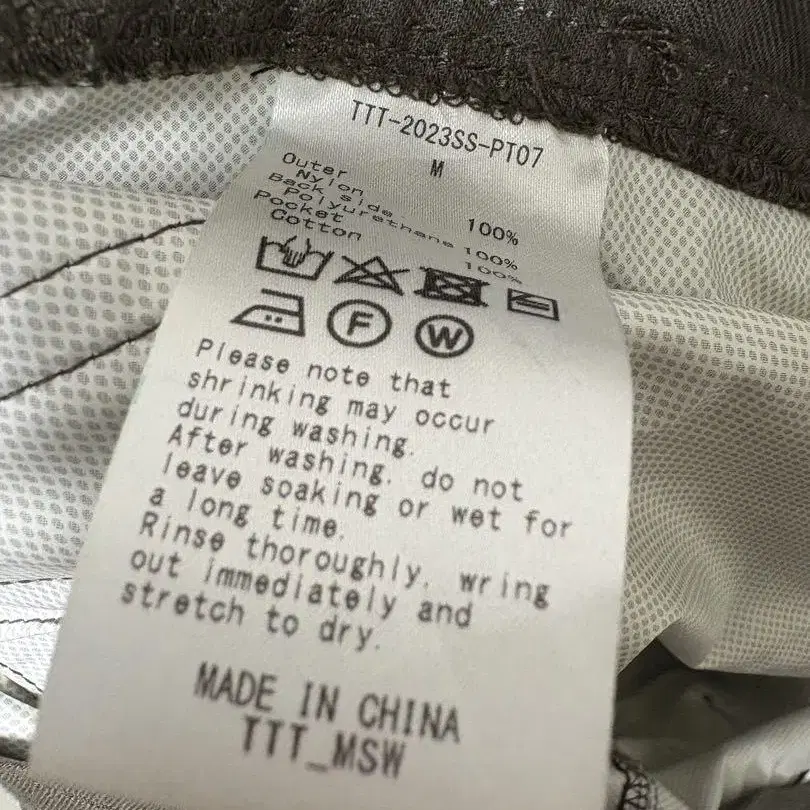 TTT-2023SS-PT07
M
Outer
Nylon 100%
Back side
Polyurethane 100%
Pocket
Cotton 100%
F W
Please note that
shrinking may occur
during washing.
After washing, do not
leave soaking or wet for
a long time.
Rinse thoroughly, wring
out immediately and
stretch to dry.
MADE IN CHINA
TTT_MSW